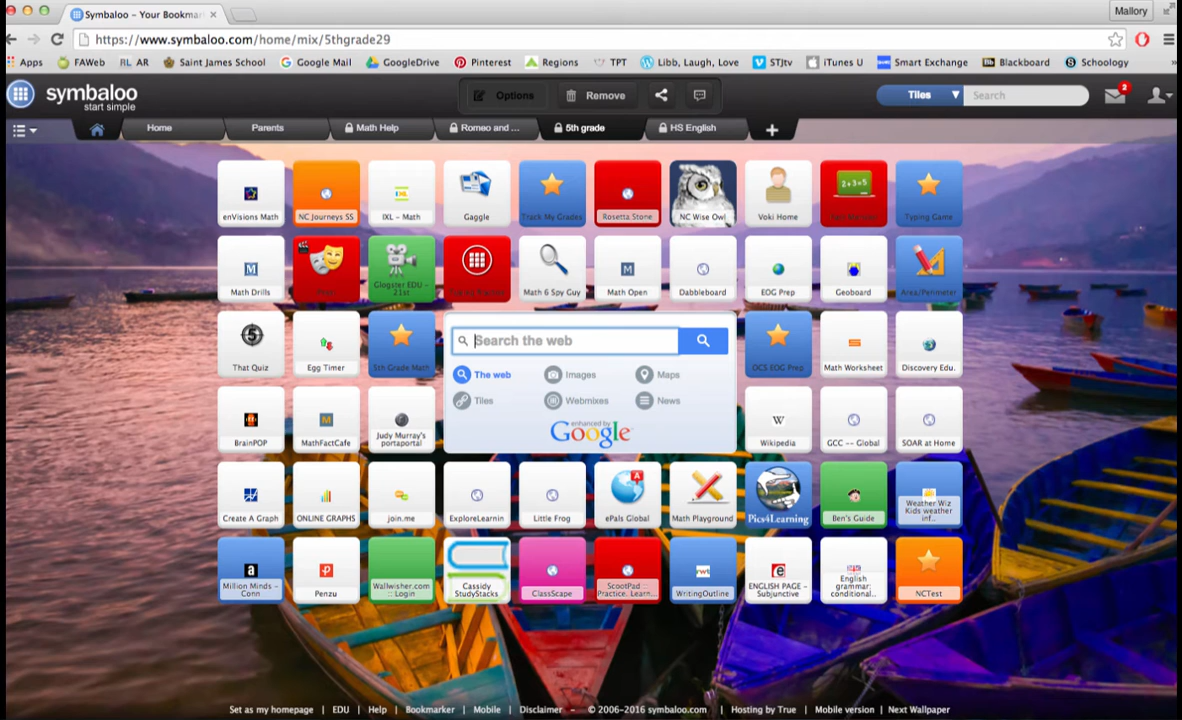 Symbaloo - Your Bookmar
Mallory
https://www.symbaloo.com/home/mix/5thgrade29
Apps FAWeb RL AR Saint James School Google Mail GoogleDrive Pinterest Regions TPT Libb, Laugh, Love STJtv iTunes U Smart Exchange Blackboard Schoology
symbaloo
start simple
Options Remove
Tiles Search 2
Home Parents Math Help Romeo and ... 5th grade HS English
enVisions Math NC Journeys SS IXL - Math Gaggle Track My Grades Rosetta Stone NC Wise Owl Voki Home 2+3=5 Typing Game
Math Drills Glogster EDU - 21st Math 6 Spy Guy Math Open Dabbleboard EOG Prep Geoboard Area/Perimeter
That Quiz Egg Timer 5th Grade Math OCS EOG Prep Math Worksheet Discovery Edu.
Search the web
The web Images Maps
Tiles Webmixes News
enhanced by
Google
BrainPOP MathFactCafe Judy Murray's portaportal Wikipedia GCC -- Global SOAR at Home
Create A Graph ONLINE GRAPHS join.me ExploreLearnin Little Frog ePals Global Math Playground Pics4Learning Ben's Guide Weather Wiz Kids weather inf...
Million Minds - Conn Penzu Wallwisher.com :: Login Cassidy StudyStacks ClassScape ScootPad :: Practice. Learn... WritingOutline ENGLISH PAGE - Subjunctive English grammar: conditional... NCTest
Set as my homepage | EDU | Help | Bookmarker | Mobile | Disclaimer - © 2006-2016 symbaloo.com | Hosting by True | Mobile version | Next Wallpaper